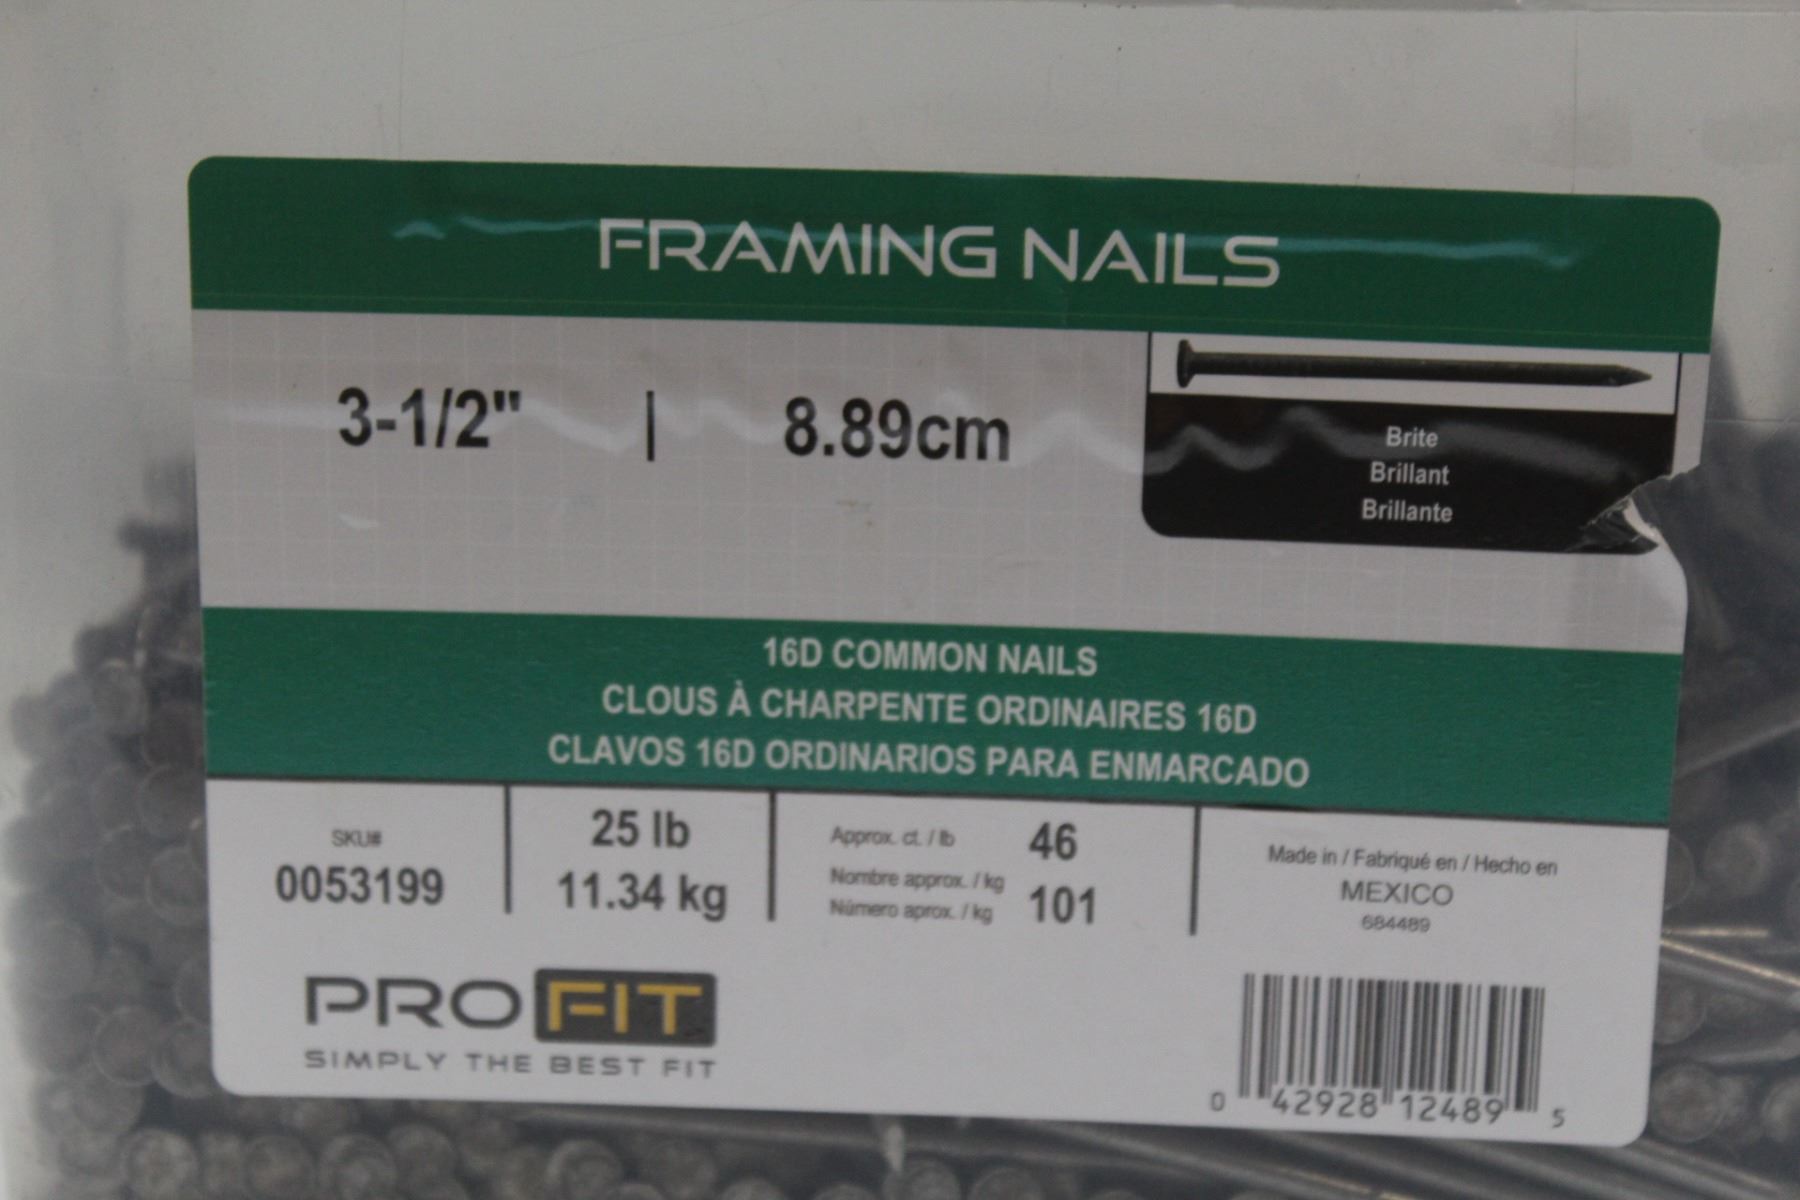 FRAMING NAILS
3-1/2" | 8.89cm
Brite
Brillant
Brillante
16D COMMON NAILS
CLOUS À CHARPENTE ORDINAIRES 16D
CLAVOS 16D ORDINARIOS PARA ENMARCADO
SKU#
0053199
25 lb
11.34 kg
Approx. ct. / lb 46
Nombre approx. / kg
Número aprox. / kg 101
Made in / Fabriqué en / Hecho en
MEXICO
684489
PROFIT
SIMPLY THE BEST FIT
0 42928 12489 5